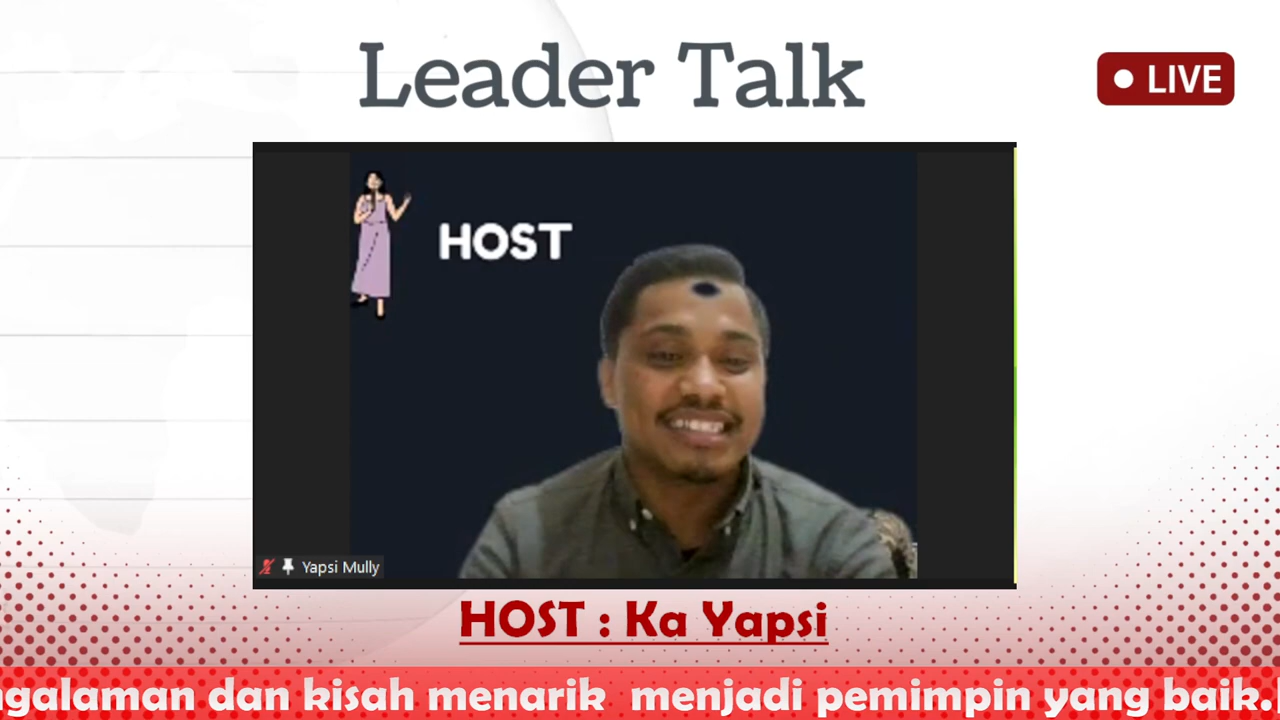 Leader Talk
LIVE
HOST
Yapsi Mully
HOST : Ka Yapsi
ngalaman dan kisah menarik menjadi pemimpin yang baik.